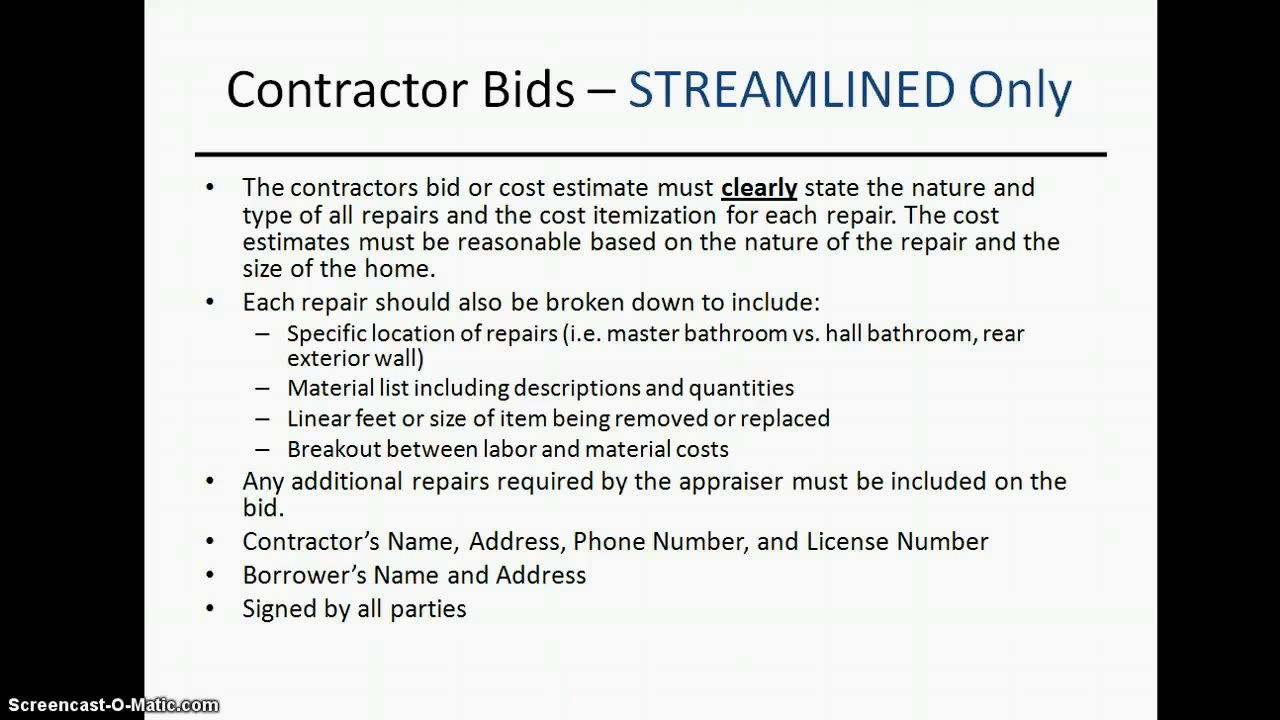 Contractor Bids – STREAMLINED Only
• The contractors bid or cost estimate must clearly state the nature and
type of all repairs and the cost itemization for each repair. The cost
estimates must be reasonable based on the nature of the repair and the
size of the home.
• Each repair should also be broken down to include:
– Specific location of repairs (i.e. master bathroom vs. hall bathroom, rear
exterior wall)
– Material list including descriptions and quantities
– Linear feet or size of item being removed or replaced
– Breakout between labor and material costs
• Any additional repairs required by the appraiser must be included on the
bid.
• Contractor’s Name, Address, Phone Number, and License Number
• Borrower’s Name and Address
• Signed by all parties
Screencast-O-Matic.com